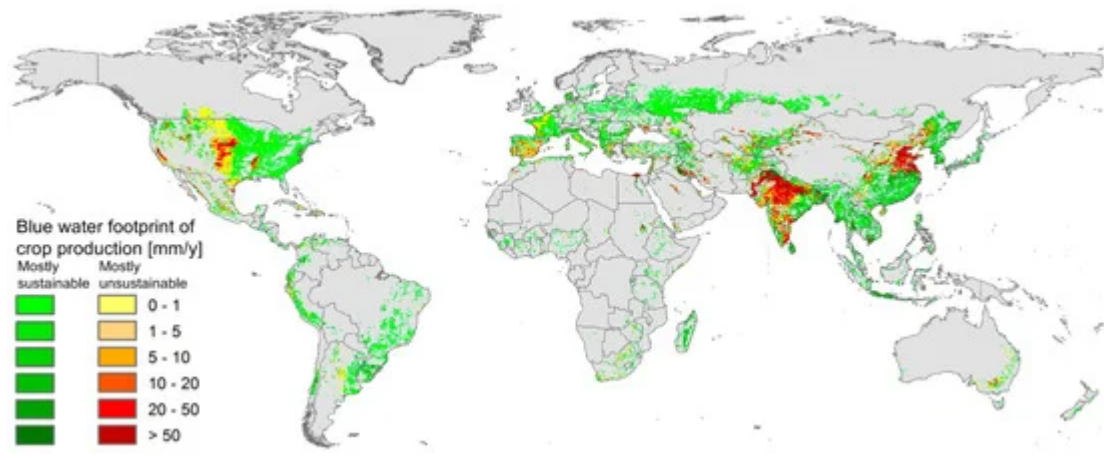 Blue water footprint of
crop production [mm/y]
Mostly Mostly
sustainable unsustainable
0 - 1
1 - 5
5 - 10
10 - 20
20 - 50
> 50